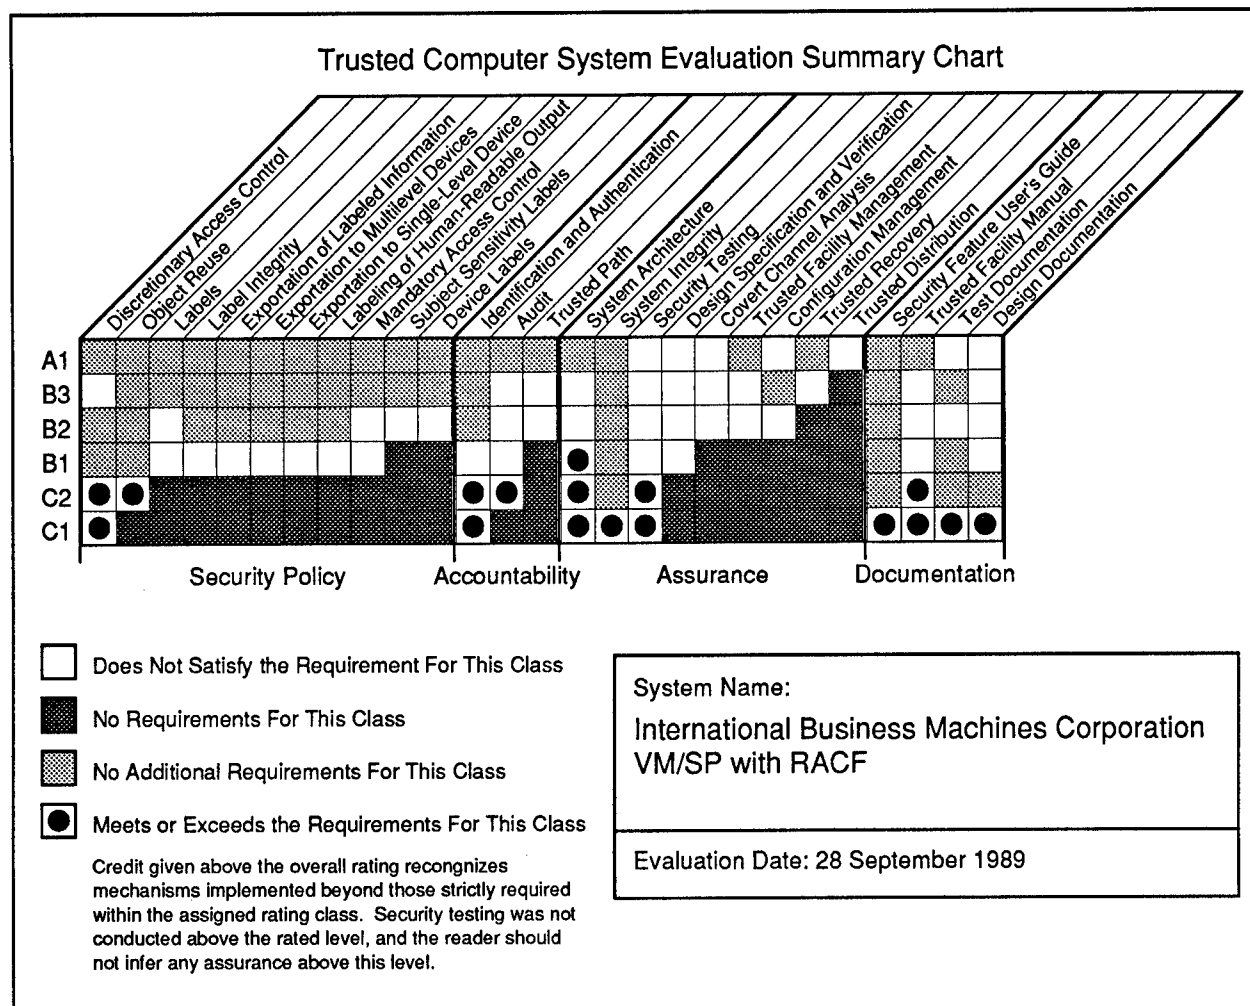 Trusted Computer System Evaluation Summary Chart
Discretionary Access Control
Object Reuse
Labels
Label Integrity
Exportation of Labeled Information
Exportation to Multilevel Devices
Exportation to Single-Level Device
Labeling of Human-Readable Output
Mandatory Access Control
Subject Sensitivity Labels
Device Labels
Identification and Authentication
Audit
Trusted Path
System Architecture
System Integrity
Security Testing
Design Specification and Verification
Covert Channel Analysis
Trusted Facility Management
Configuration Management
Trusted Recovery
Trusted Distribution
Security Feature User's Guide
Trusted Facility Manual
Test Documentation
Design Documentation
A1
B3
B2
B1
C2
C1
Security Policy
Accountability
Assurance
Documentation
Does Not Satisfy the Requirement For This Class
No Requirements For This Class
No Additional Requirements For This Class
Meets or Exceeds the Requirements For This Class
Credit given above the overall rating recongnizes
mechanisms implemented beyond those strictly required
within the assigned rating class. Security testing was not
conducted above the rated level, and the reader should
not infer any assurance above this level.
System Name:
International Business Machines Corporation
VM/SP with RACF
Evaluation Date: 28 September 1989